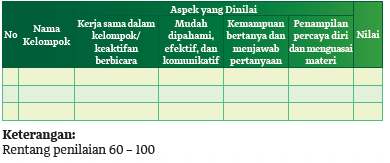 Aspek yang Dinilai
No
Nama
Kelompok
Kerja sama dalam
kelompok/
keaktifan
berbicara
Mudah
dipahami,
efektif, dan
komunikatif
Kemampuan
bertanya dan
menjawab
pertanyaan
Penampilan
percaya diri
dan menguasai
materi
Nilai
Keterangan:
Rentang penilaian 60 – 100